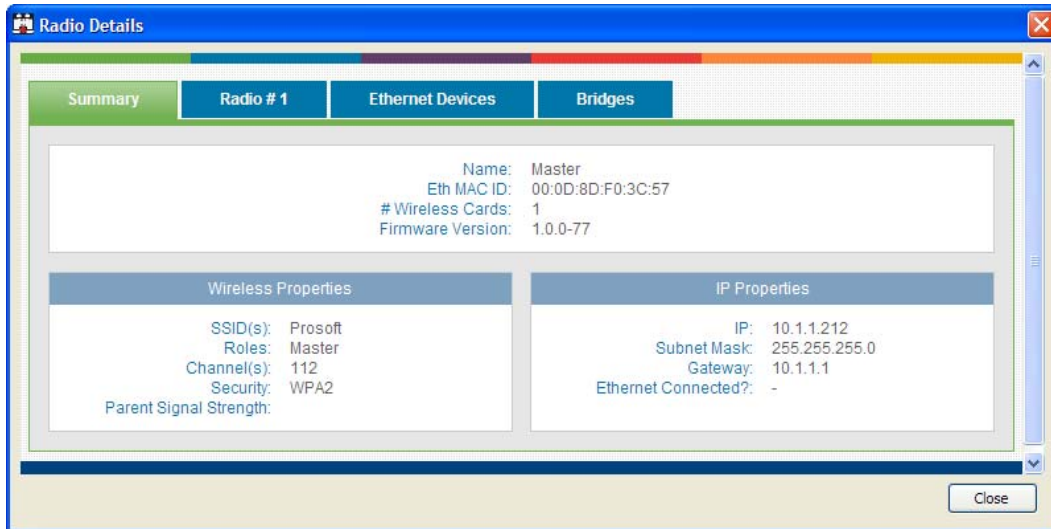 Radio Details
Summary
Radio # 1
Ethernet Devices
Bridges
Name: Master
Eth MAC ID: 00:0D:8D:F0:3C:57
# Wireless Cards: 1
Firmware Version: 1.0.0-77
Wireless Properties
SSID(s): Prosoft
Roles: Master
Channel(s): 112
Security: WPA2
Parent Signal Strength:
IP Properties
IP: 10.1.1.212
Subnet Mask: 255.255.255.0
Gateway: 10.1.1.1
Ethernet Connected?: -
Close